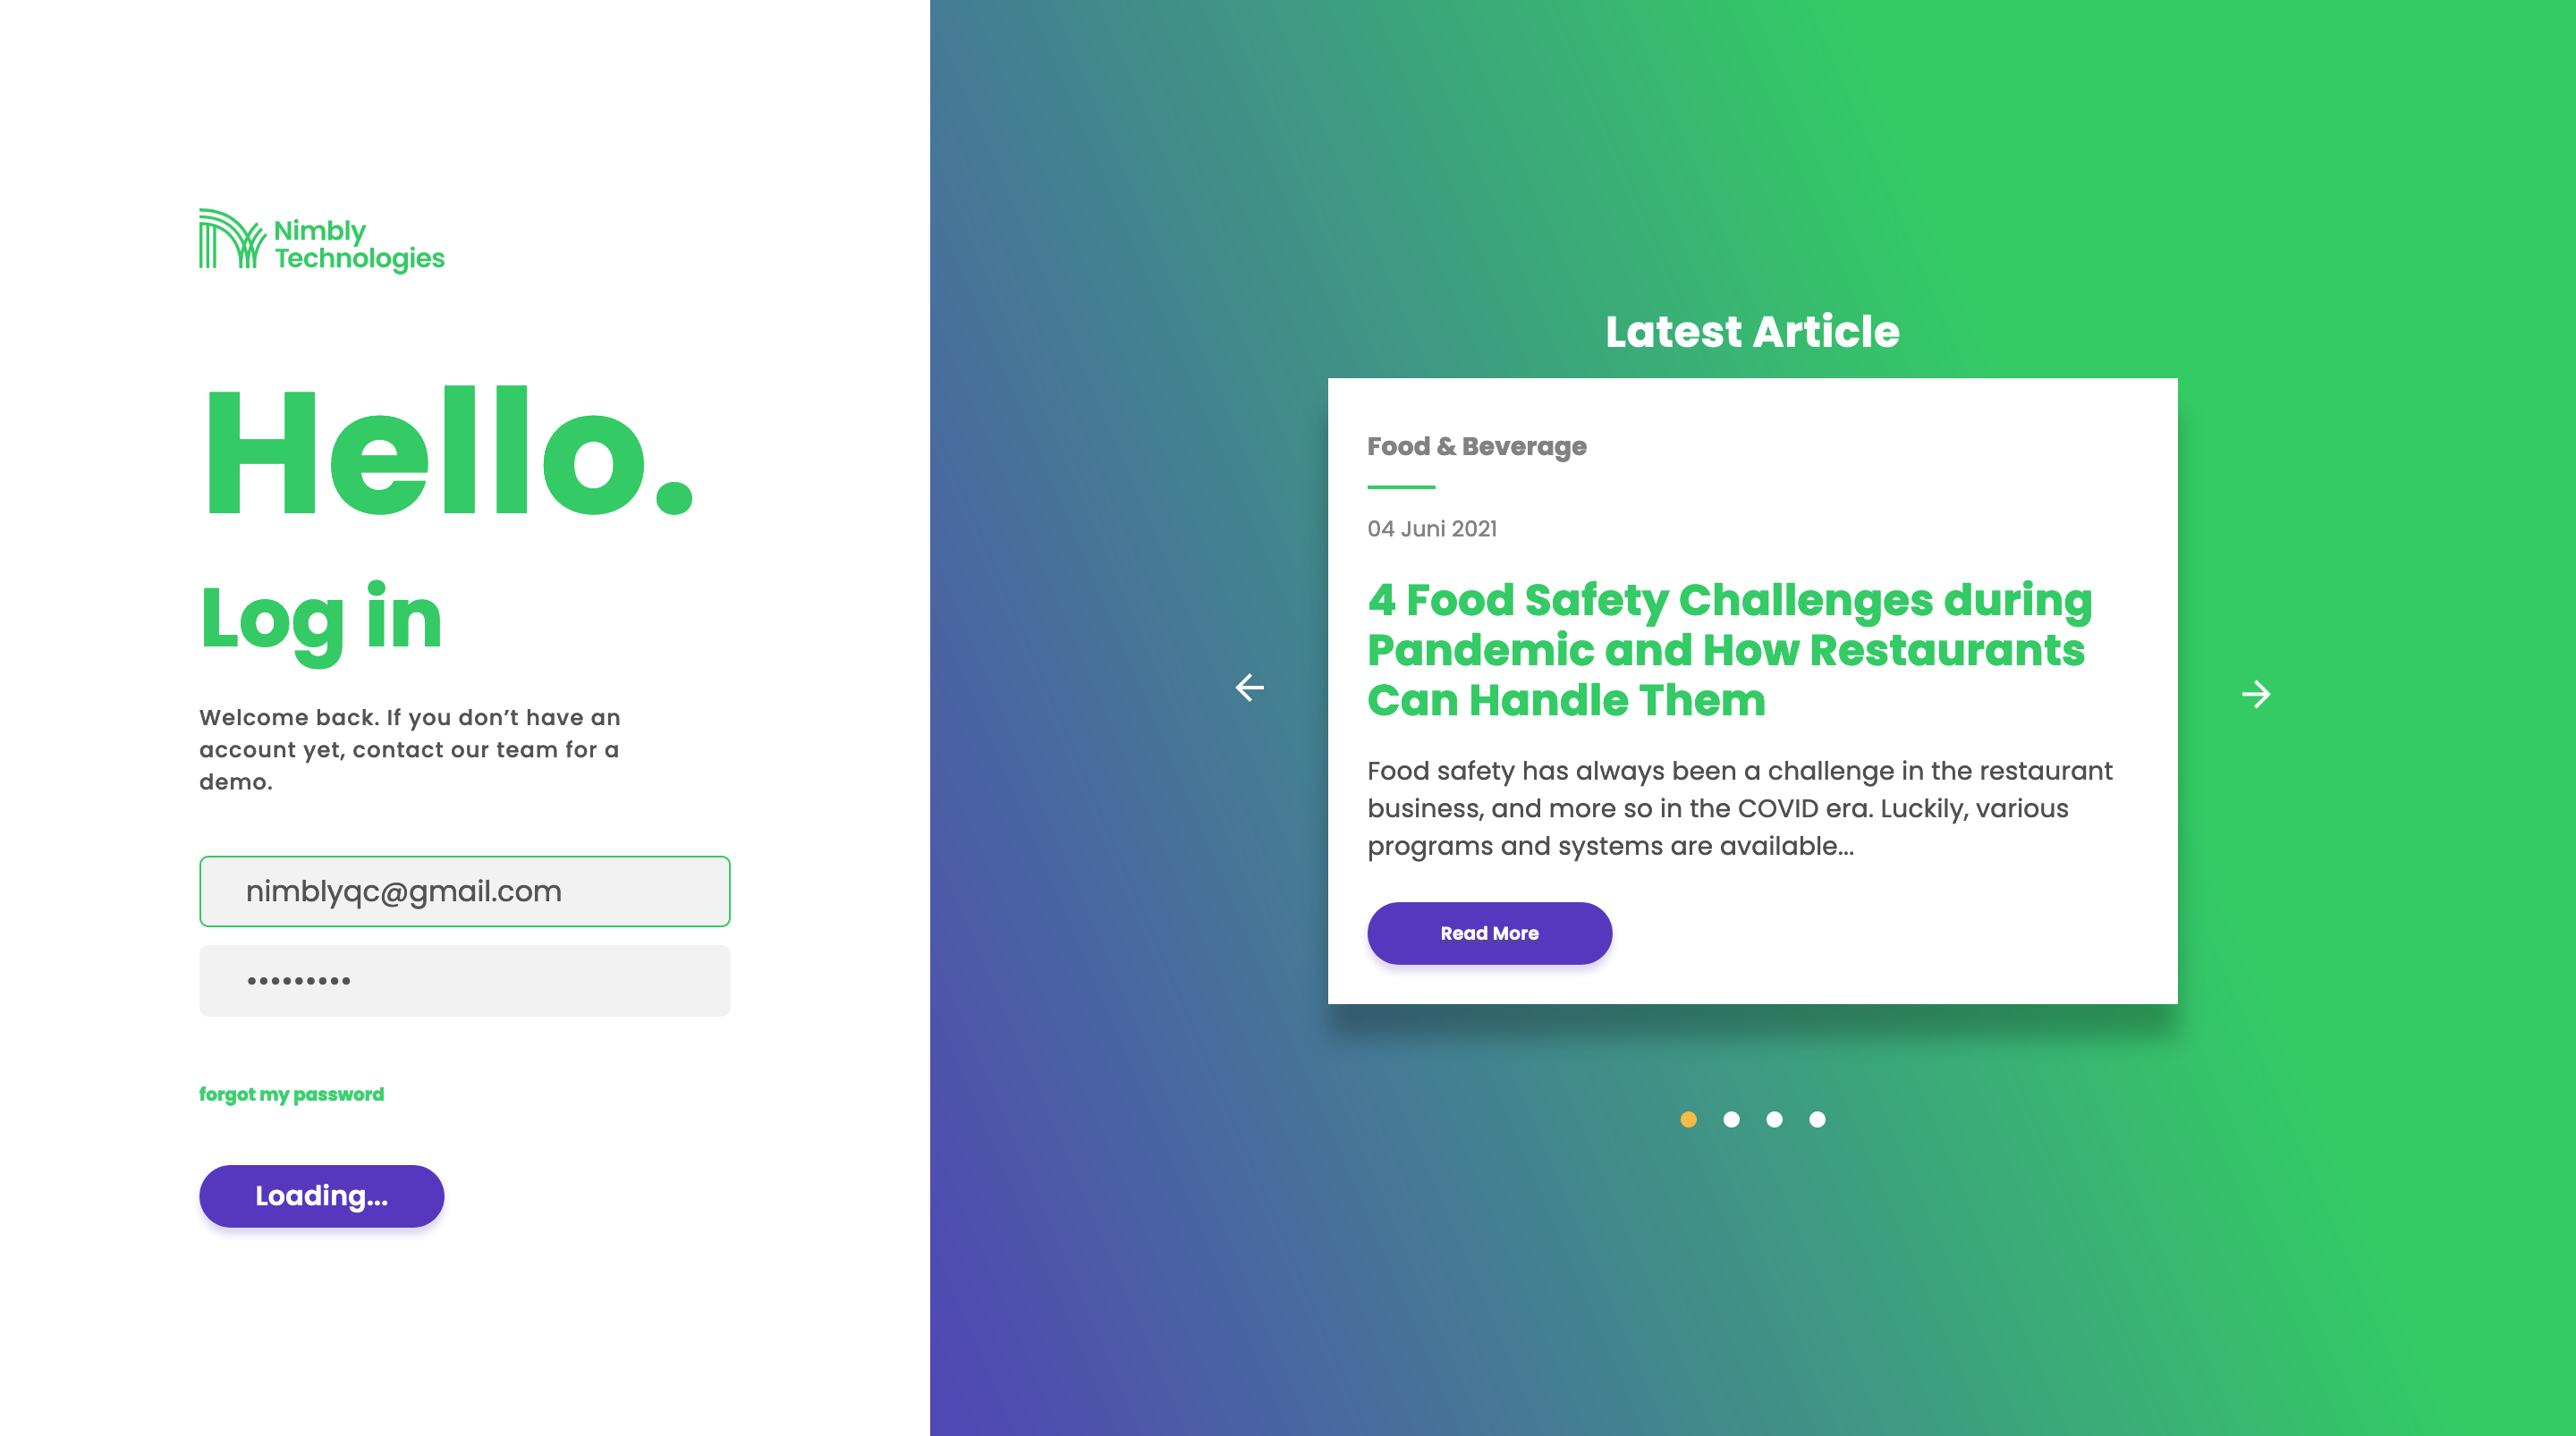 Nimbly
Technologies
Hello.
Log in
Welcome back. If you don’t have an
account yet, contact our team for a
demo.
nimblyqc@gmail.com
•••••••••
forgot my password
Loading...
Latest Article
Food & Beverage
04 Juni 2021
4 Food Safety Challenges during
Pandemic and How Restaurants
Can Handle Them
Food safety has always been a challenge in the restaurant
business, and more so in the COVID era. Luckily, various
programs and systems are available...
Read More